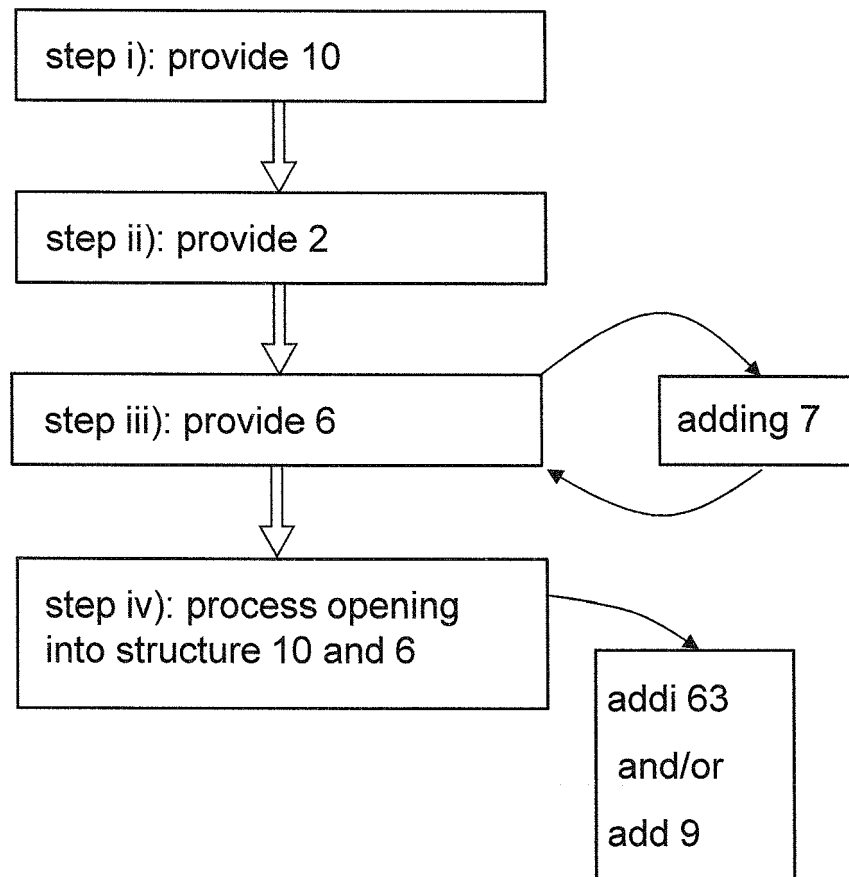 step i): provide 10
step ii): provide 2
step iii): provide 6
adding 7
step iv): process opening
into structure 10 and 6
addi 63
and/or
add 9